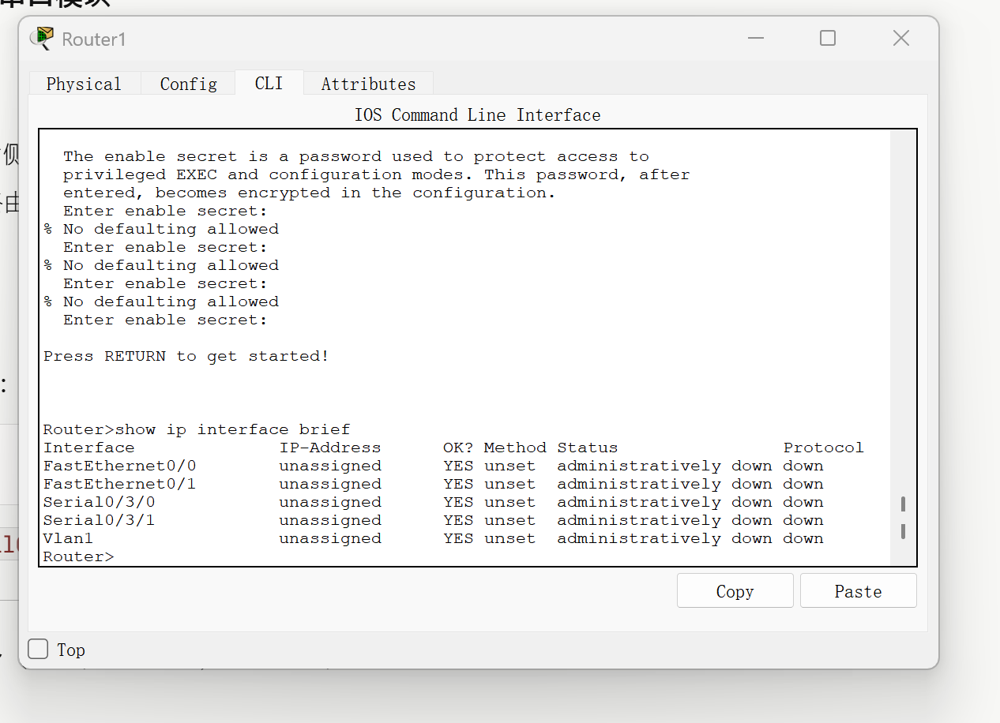 串口模块
Router1
Physical Config CLI Attributes
IOS Command Line Interface
侧
The enable secret is a password used to protect access to
privileged EXEC and configuration modes. This password, after
entered, becomes encrypted in the configuration.
Enter enable secret:
% No defaulting allowed
Enter enable secret:
% No defaulting allowed
Enter enable secret:
% No defaulting allowed
Enter enable secret:
Press RETURN to get started!
:
Router>show ip interface brief
Interface IP-Address OK? Method Status Protocol
FastEthernet0/0 unassigned YES unset administratively down down
FastEthernet0/1 unassigned YES unset administratively down down
Serial0/3/0 unassigned YES unset administratively down down
Serial0/3/1 unassigned YES unset administratively down down
Vlan1 unassigned YES unset administratively down down
Router>
Copy Paste
Top